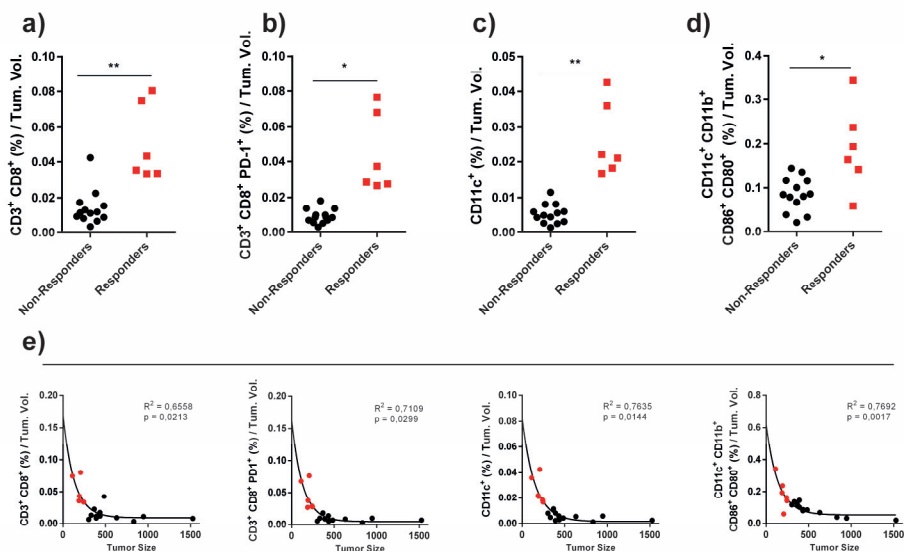 a)
CD3⁺ CD8⁺ (%) / Tum. Vol.
0.10
0.08
0.06
0.04
0.02
0.00
**
Non-Responders
Responders
b)
CD3⁺ CD8⁺ PD-1⁺ (%) / Tum. Vol.
0.10
0.08
0.06
0.04
0.02
0.00
*
Non-Responders
Responders
c)
CD11c⁺ (%) / Tum. Vol.
0.05
0.04
0.03
0.02
0.01
0.00
**
Non-Responders
Responders
d)
CD11c⁺ CD11b⁺
CD86⁺ CD80⁺ (%) / Tum. Vol.
0.4
0.3
0.2
0.1
0.0
*
Non-Responders
Responders
e)
CD3⁺ CD8⁺ (%) / Tum. Vol.
0.20
0.15
0.10
0.05
0.00
R² = 0,6558
p = 0,0213
0 500 1000 1500
Tumor Size
CD3⁺ CD8⁺ PD1⁺ (%) / Tum. Vol.
0.20
0.15
0.10
0.05
0.00
R² = 0,7109
p = 0,0299
0 500 1000 1500
Tumor Size
CD11c⁺ (%) / Tum. Vol.
0.10
0.08
0.06
0.04
0.02
0.00
R² = 0,7635
p = 0,0144
0 500 1000 1500
Tumor Size
CD11c⁺ CD11b⁺
CD86⁺ CD80⁺ (%) / Tum. Vol.
0.80
0.60
0.40
0.20
0.00
R² = 0,7692
p = 0,0017
0 500 1000 1500
Tumor Size